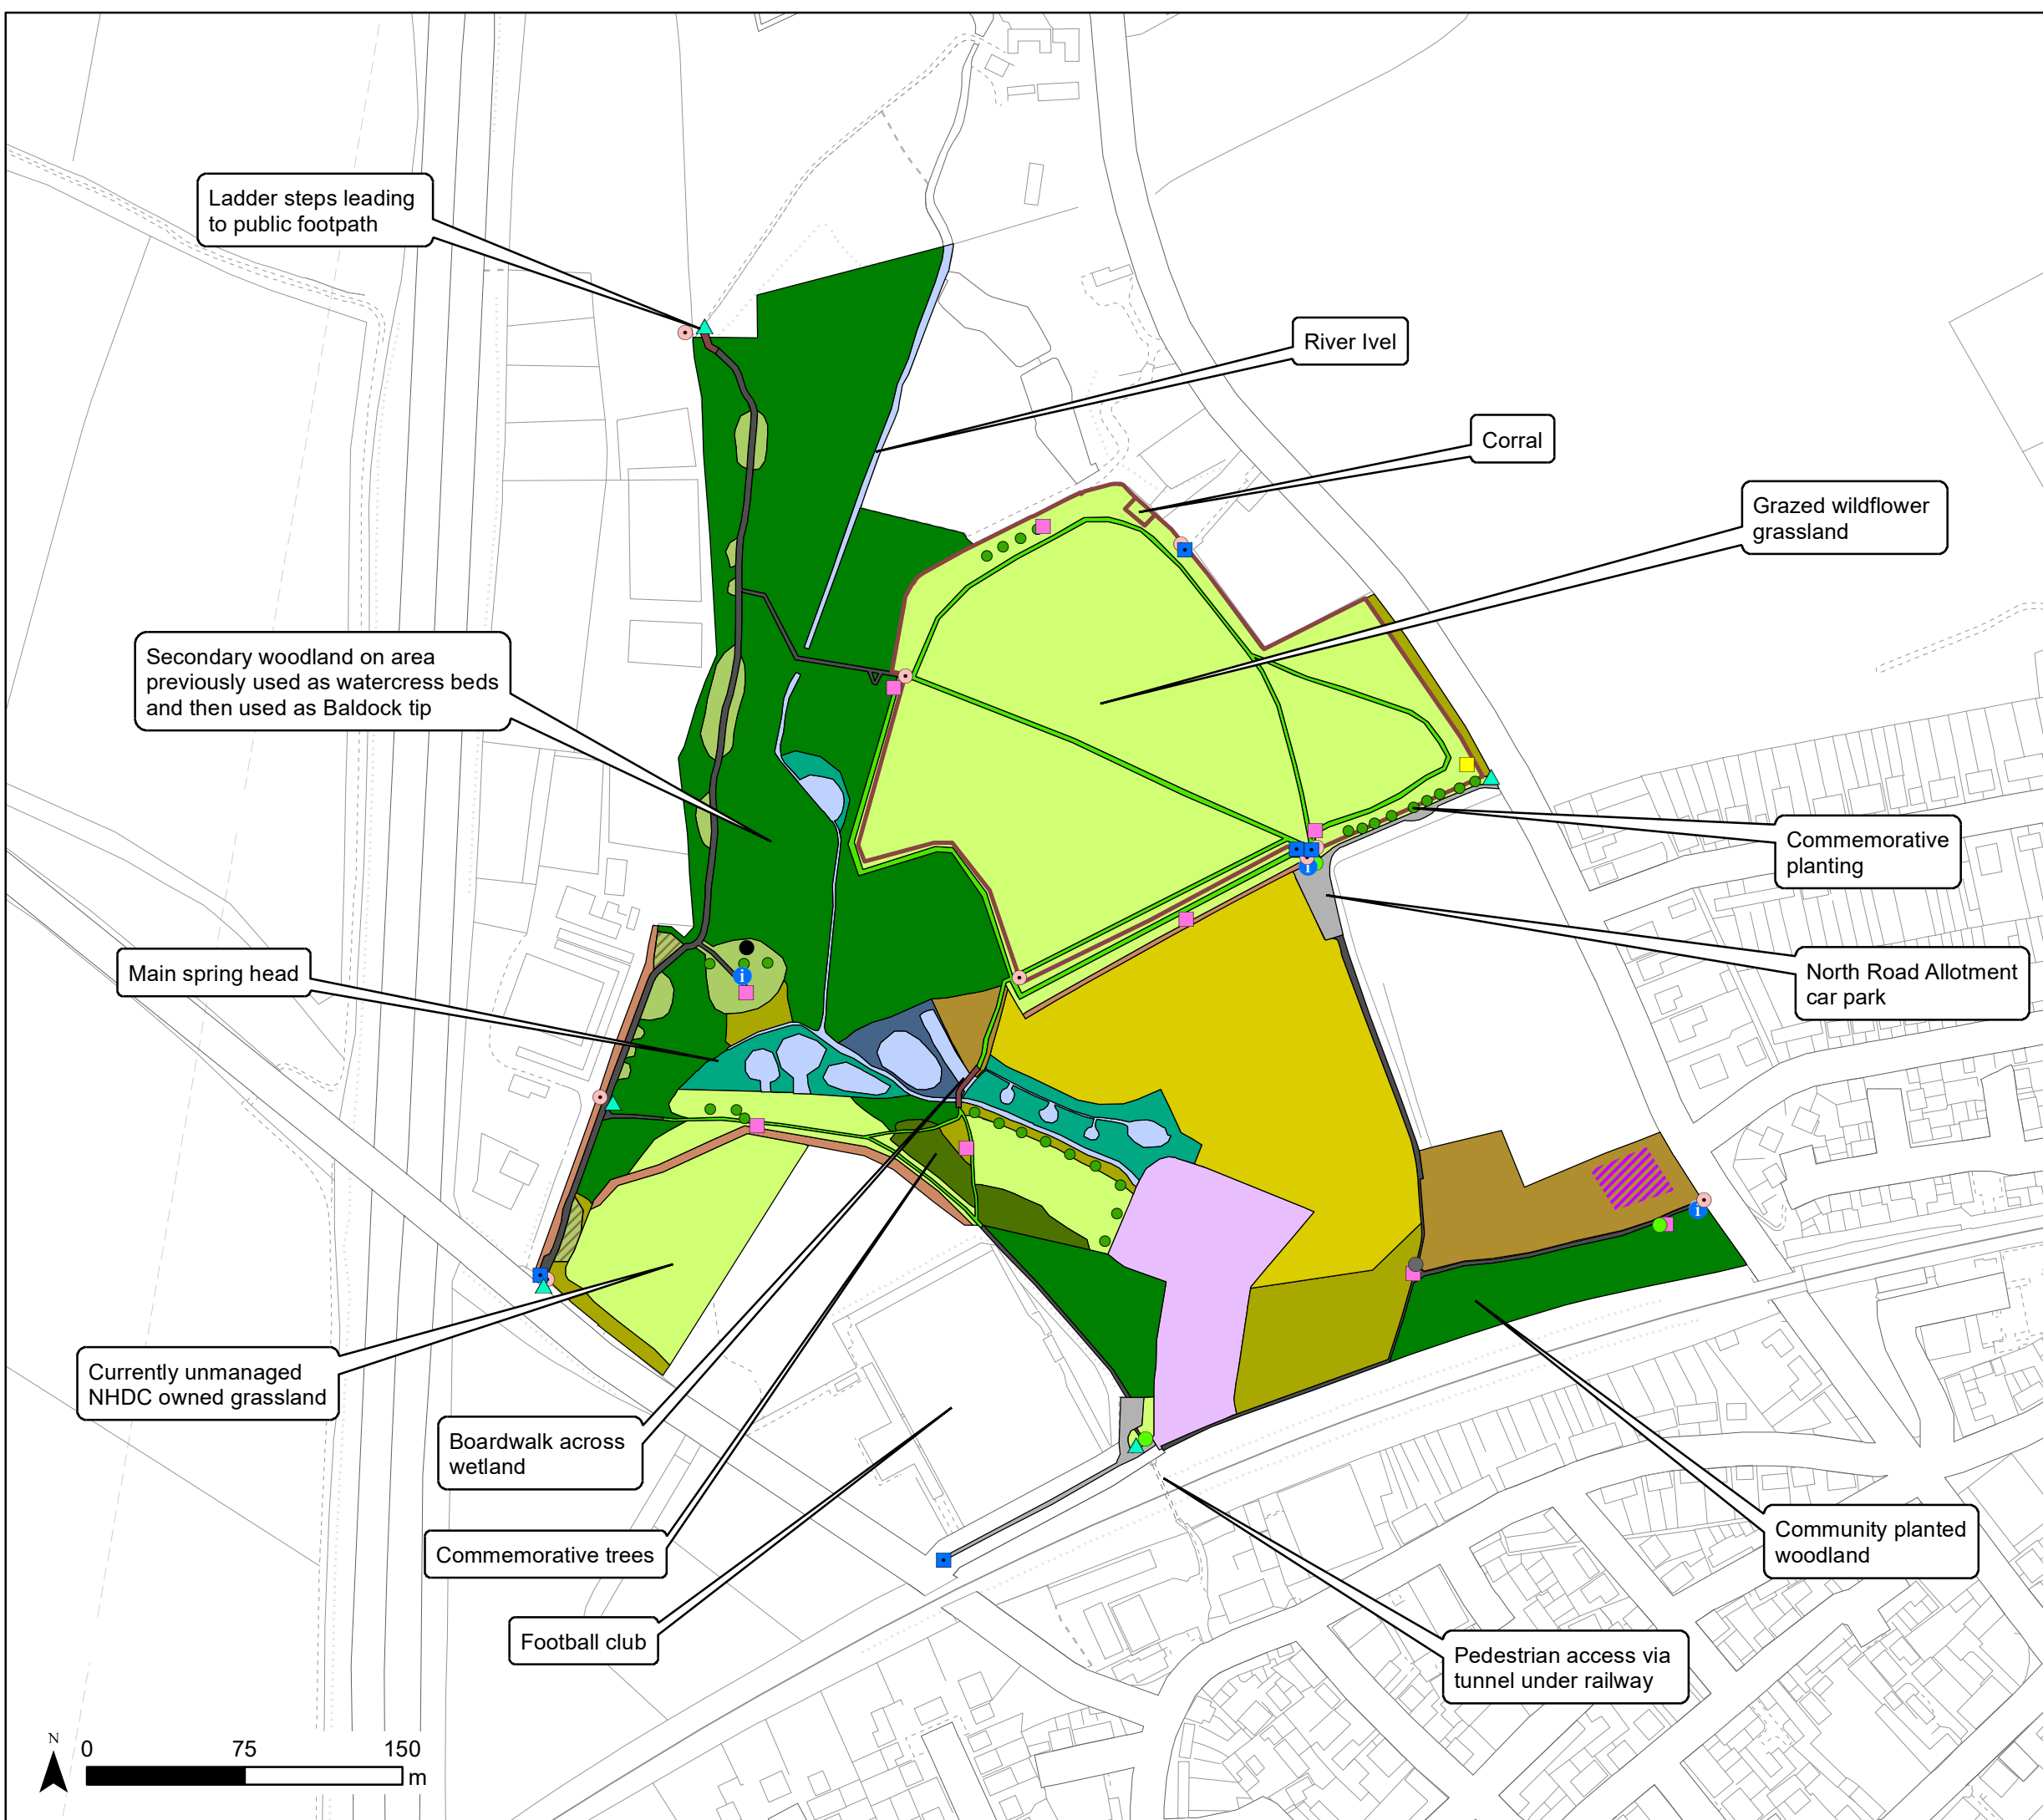 Ladder steps leading
to public footpath
River Ivel
Corral
Grazed wildflower
grassland
Secondary woodland on area
previously used as watercress beds
and then used as Baldock tip
Commemorative
planting
Main spring head
North Road Allotment
car park
i
i
i
Currently unmanaged
NHDC owned grassland
Boardwalk across
wetland
Commemorative trees
Community planted
woodland
Football club
Pedestrian access via
tunnel under railway
N
0 75 150
m